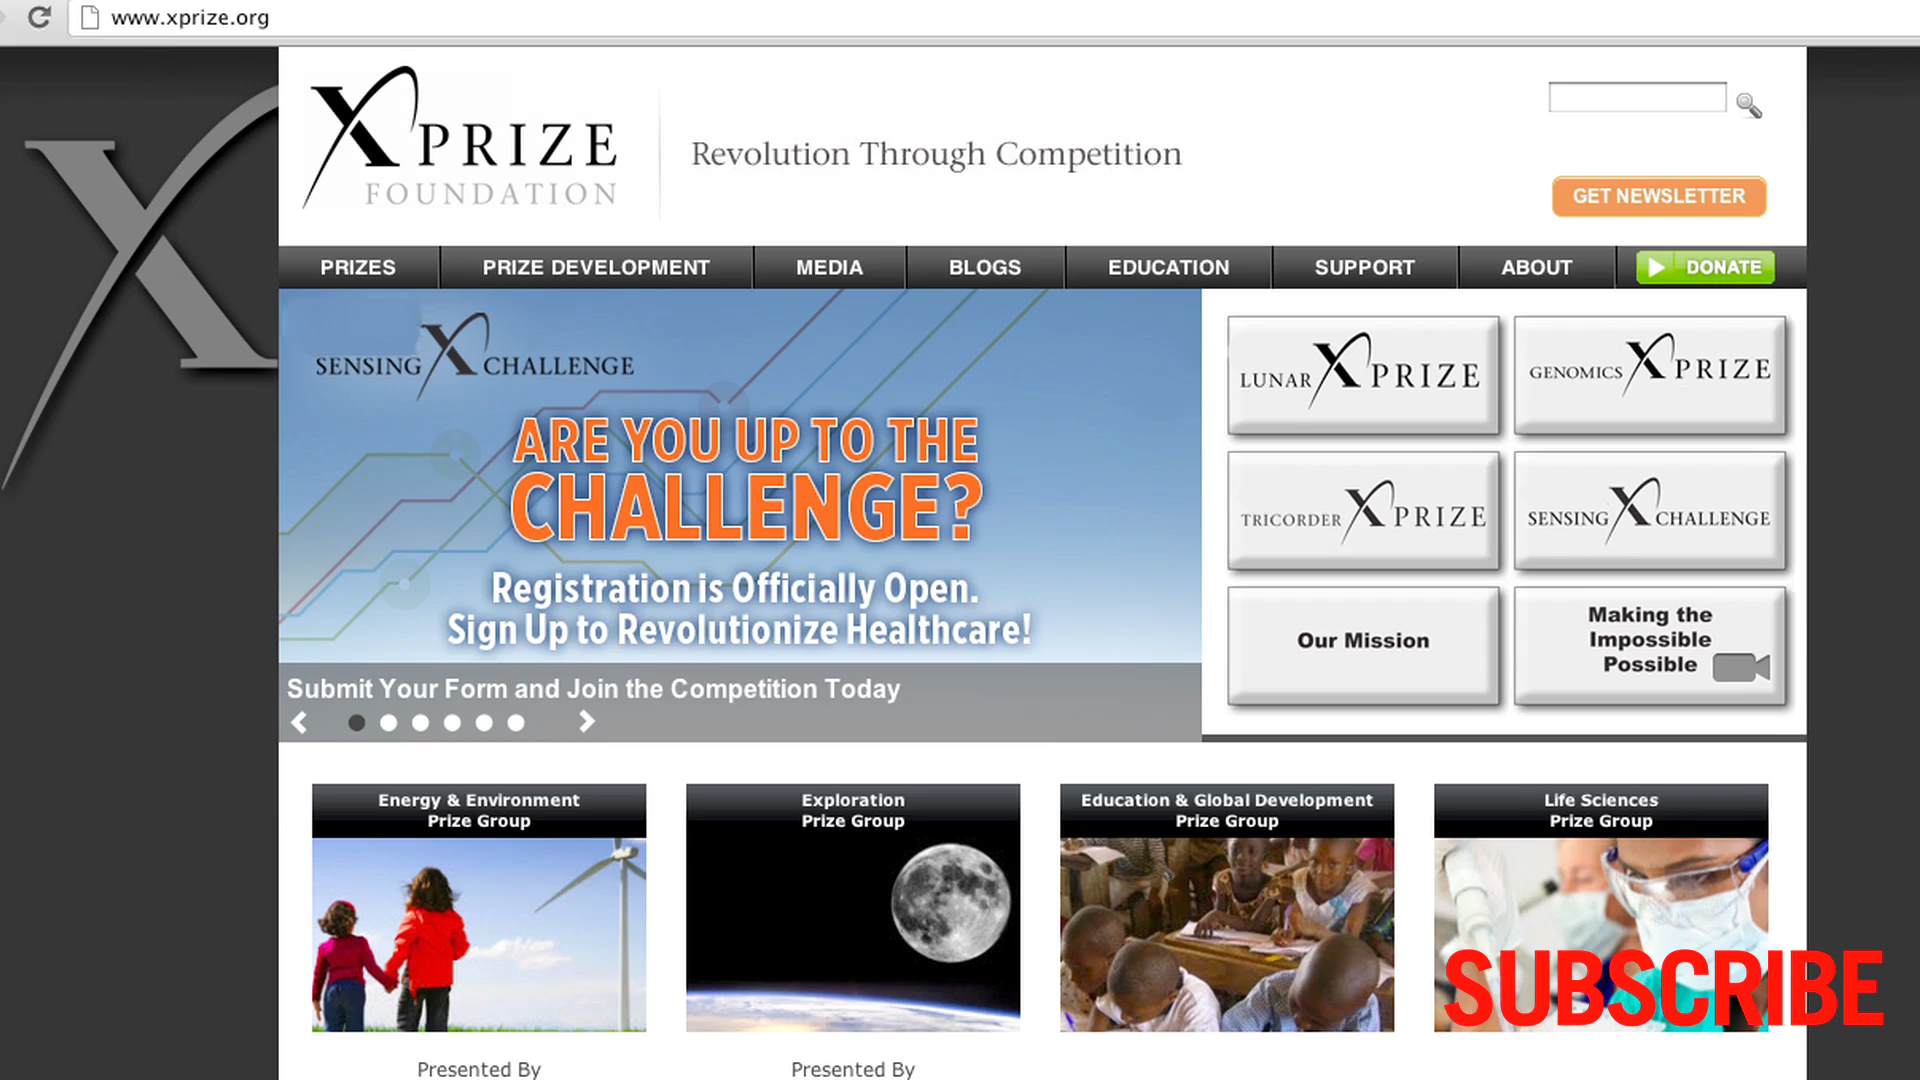 www.xprize.org
X PRIZE
FOUNDATION
Revolution Through Competition
GET NEWSLETTER
PRIZES
PRIZE DEVELOPMENT
MEDIA
BLOGS
EDUCATION
SUPPORT
ABOUT
DONATE
SENSING X CHALLENGE
ARE YOU UP TO THE
CHALLENGE?
Registration is Officially Open.
Sign Up to Revolutionize Healthcare!
Submit Your Form and Join the Competition Today
LUNAR X PRIZE
GENOMICS X PRIZE
TRICORDER X PRIZE
SENSING X CHALLENGE
Our Mission
Making the
Impossible
Possible
Energy & Environment
Prize Group
Exploration
Prize Group
Education & Global Development
Prize Group
Life Sciences
Prize Group
SUBSCRIBE
Presented By
Presented By